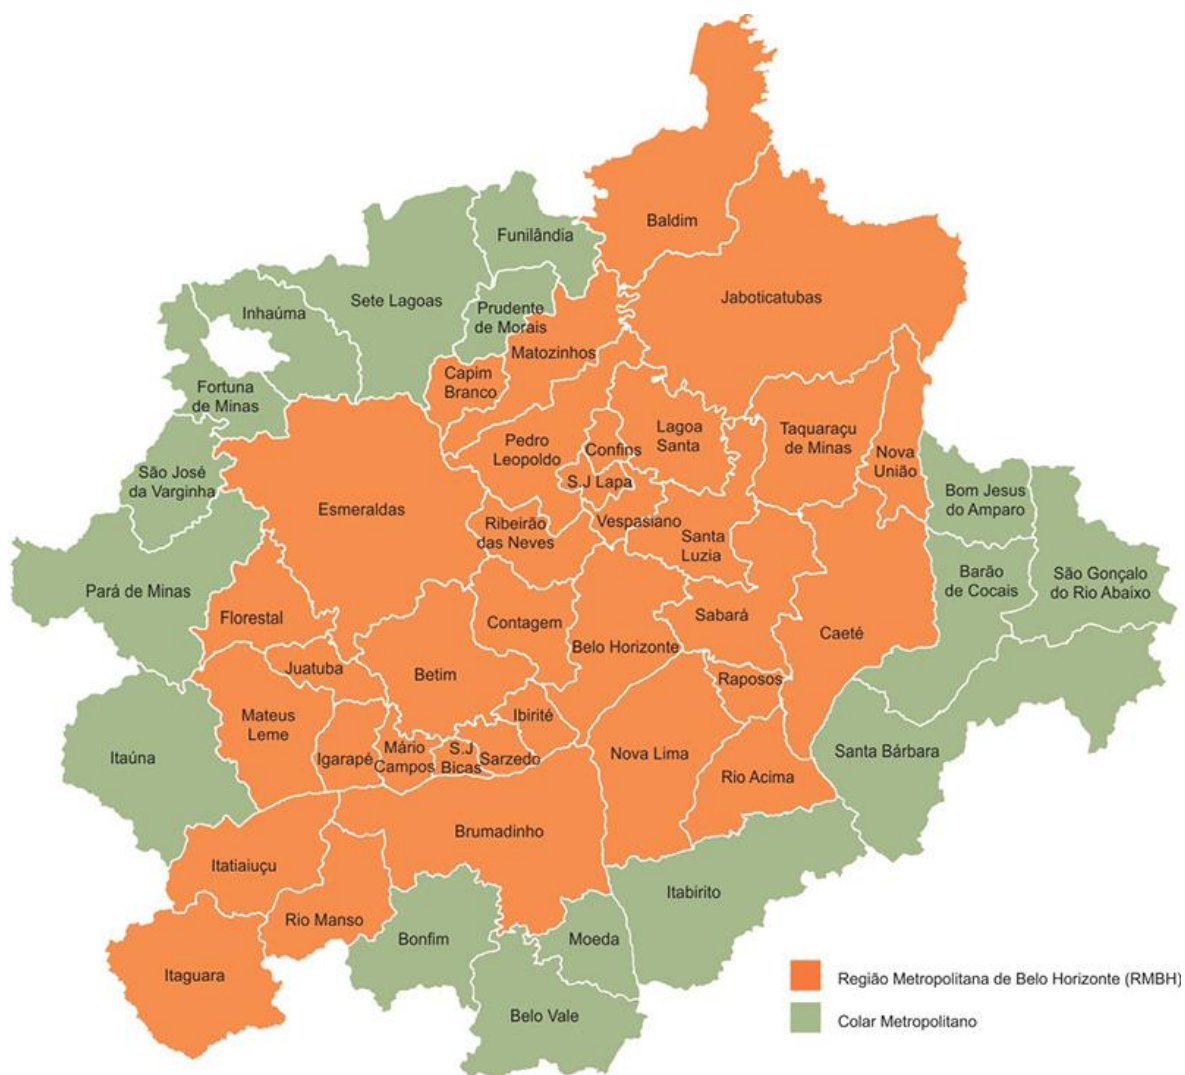 Baldim
Funilândia
Jaboticatubas
Sete Lagoas
Inhaúma
Prudente
de Morais
Matozinhos
Capim
Branco
Fortuna
de Minas
Lagoa
Santa
Taquaraçu
de Minas
Pedro
Leopoldo
Confins
Nova
União
São José
da Varginha
S.J Lapa
Bom Jesus
do Amparo
Esmeraldas
Ribeirão
das Neves
Vespasiano
Santa
Luzia
Barão
de Cocais
São Gonçalo
do Rio Abaixo
Pará de Minas
Florestal
Contagem
Sabará
Caeté
Belo Horizonte
Juatuba
Betim
Raposos
Mateus
Leme
Ibirité
Itaúna
Igarapé
Mário
Campos
S.J
Bicas
Sarzedo
Nova Lima
Santa Bárbara
Rio Acima
Brumadinho
Itatiaiuçu
Itabirito
Rio Manso
Bonfim
Moeda
Itaguara
Belo Vale
Região Metropolitana de Belo Horizonte (RMBH)
Colar Metropolitano